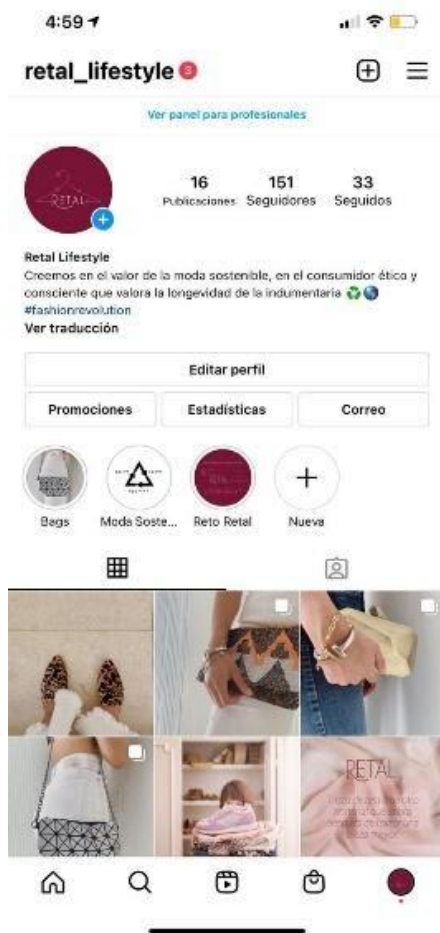 4:59
retal_lifestyle 3
Ver panel para profesionales
RETAL
16 151 33
Publicaciones Seguidores Seguidos
Retal Lifestyle
Creemos en el valor de la moda sostenible, en el consumidor ético y
consciente que valora la longevidad de la indumentaria ♻️🌎
#fashionrevolution
Ver traducción
Editar perfil
Promociones Estadísticas Correo
Bags Moda Soste... Reto Retal Nueva
RETAL